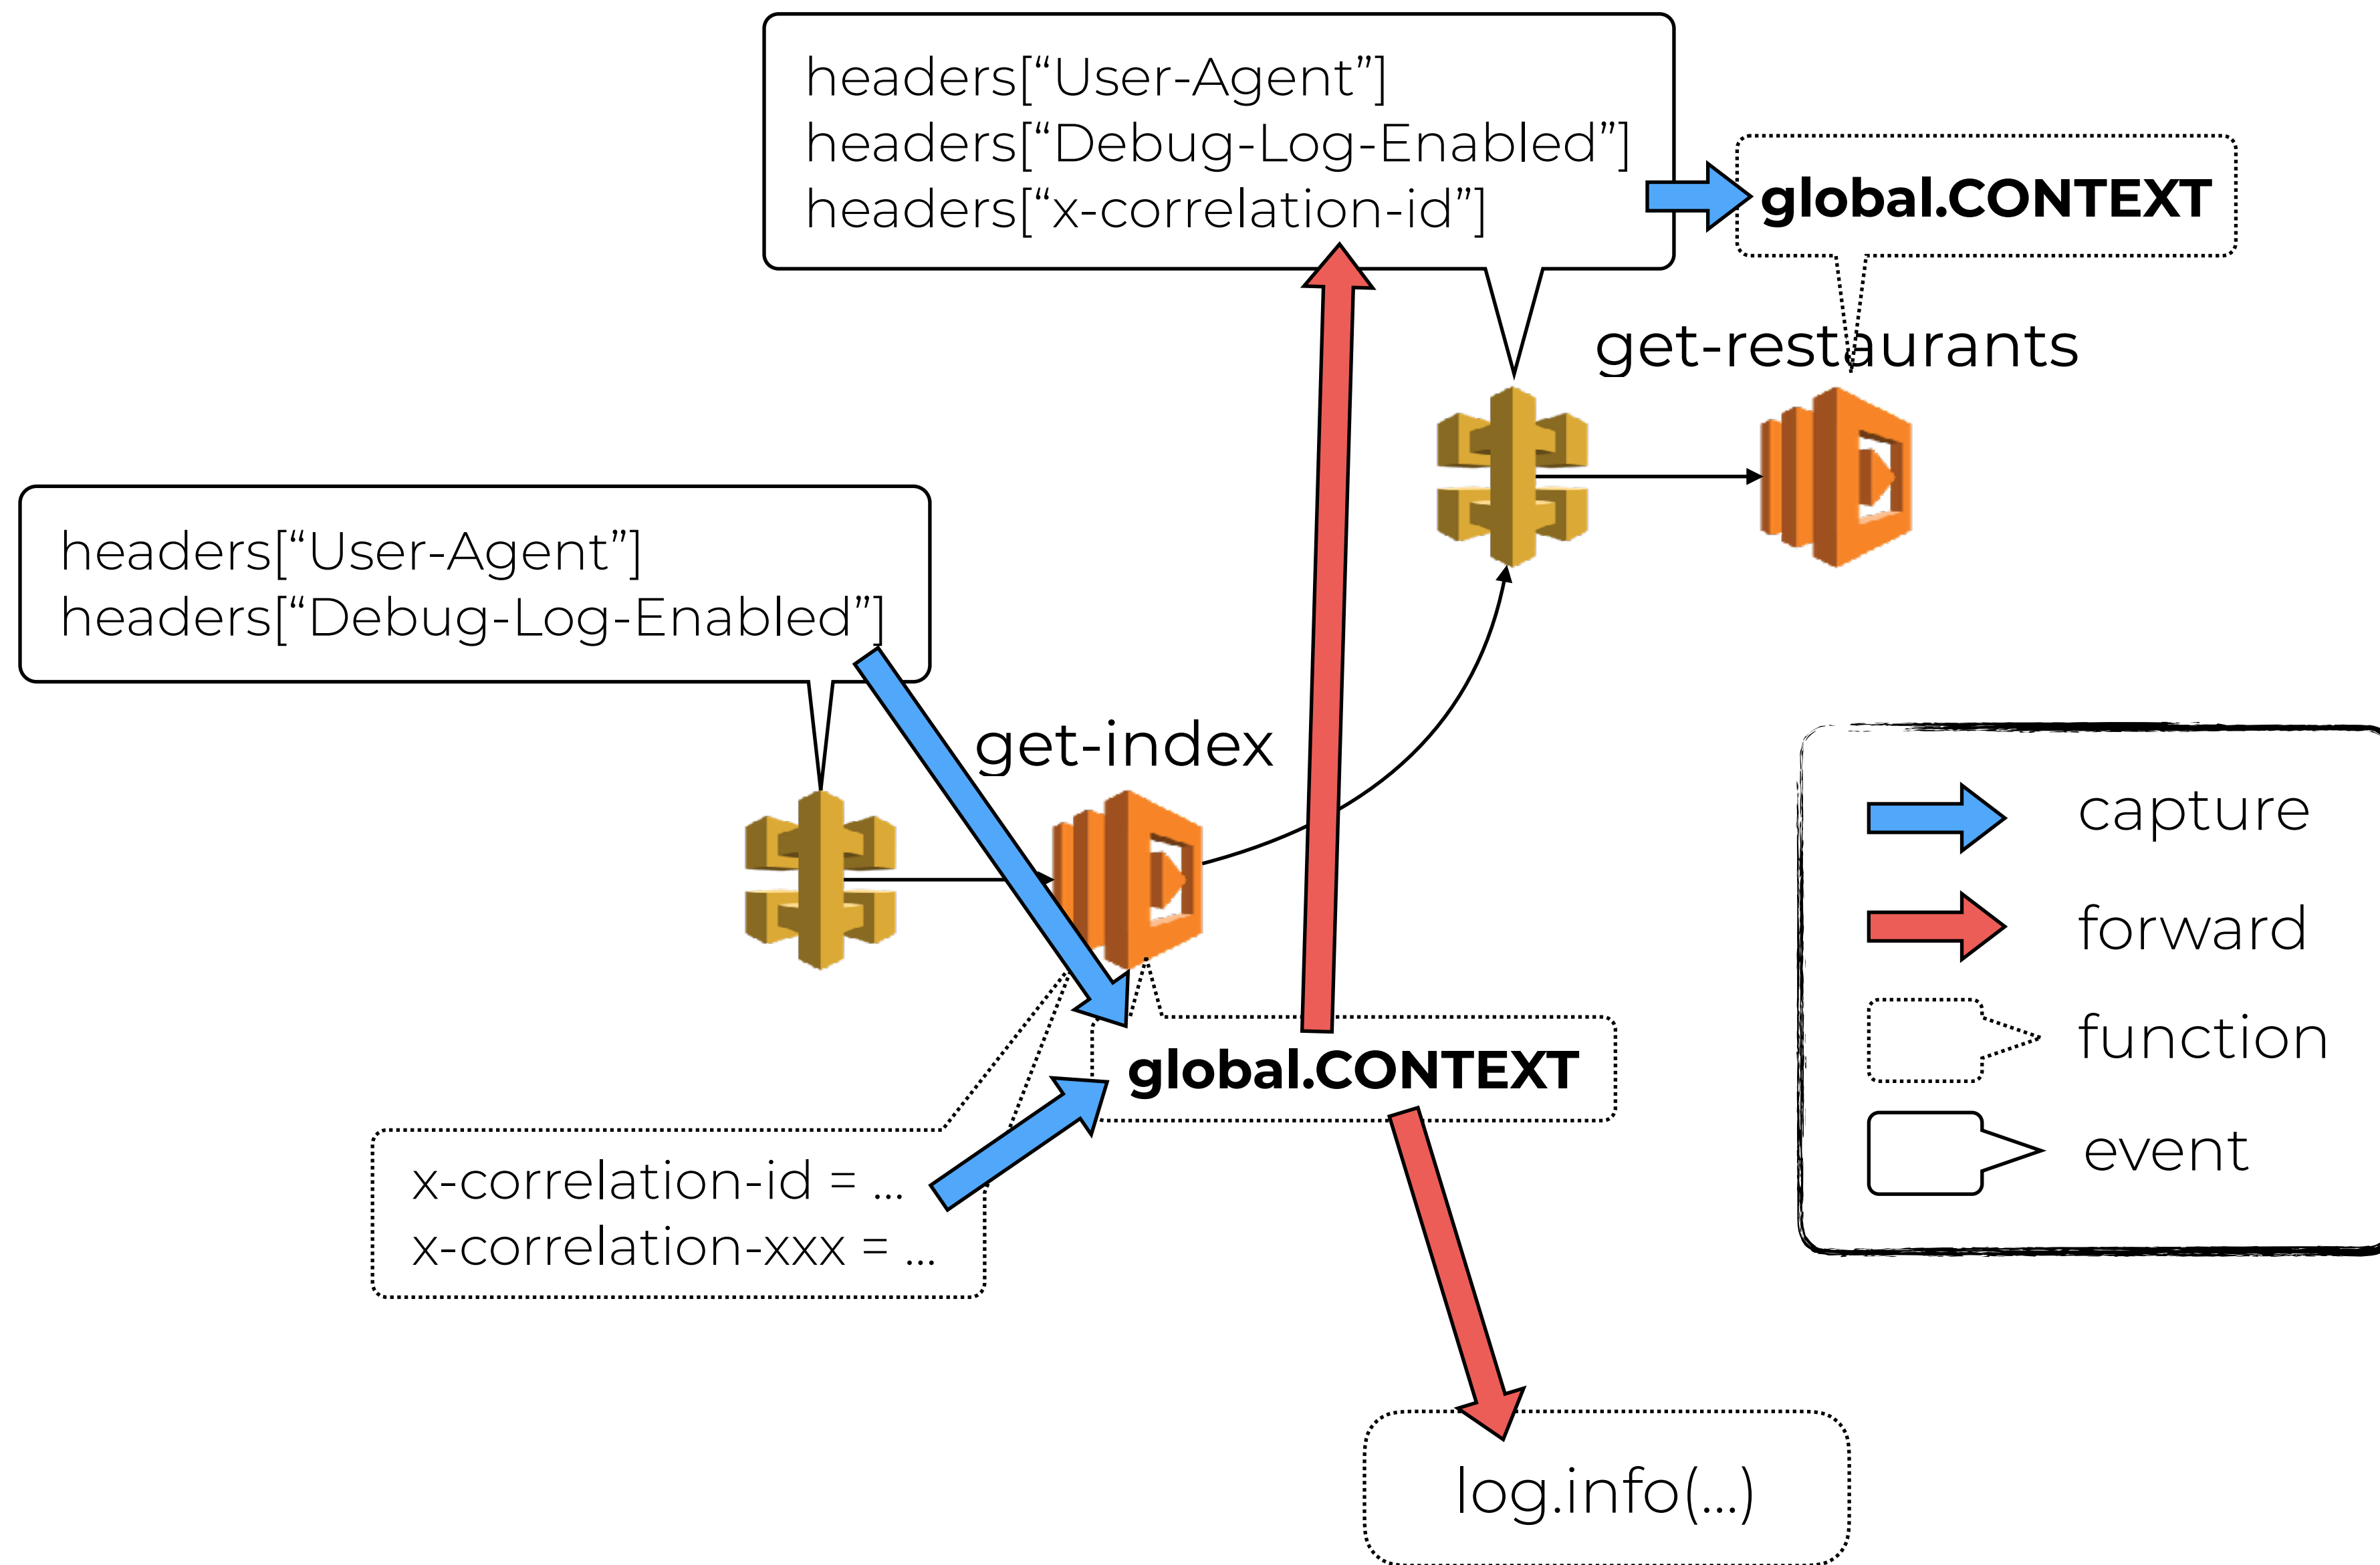 headers[“User-Agent”]
headers[“Debug-Log-Enabled”]
headers[“x-correlation-id”]
global.CONTEXT
get-restaurants
headers[“User-Agent”]
headers[“Debug-Log-Enabled”]
get-index
capture
forward
function
event
global.CONTEXT
x-correlation-id = ...
x-correlation-xxx = ...
log.info(...)